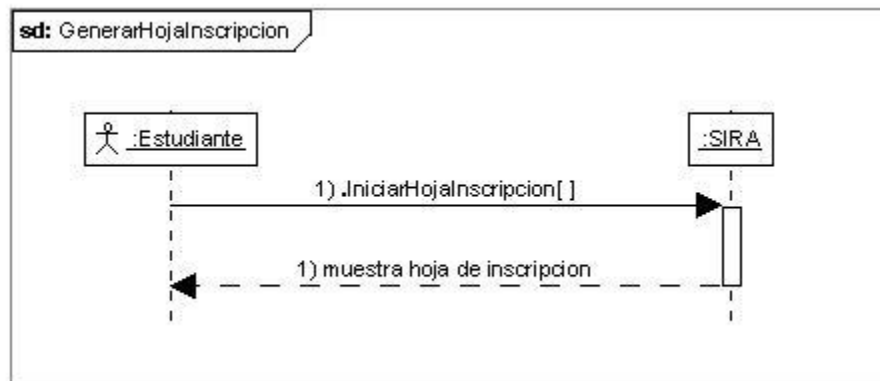 sd: GenerarHojaInscripcion
:Estudiante
:SIRA
1) .IniciarHojaInscripcion[ ]
1) muestra hoja de inscripcion